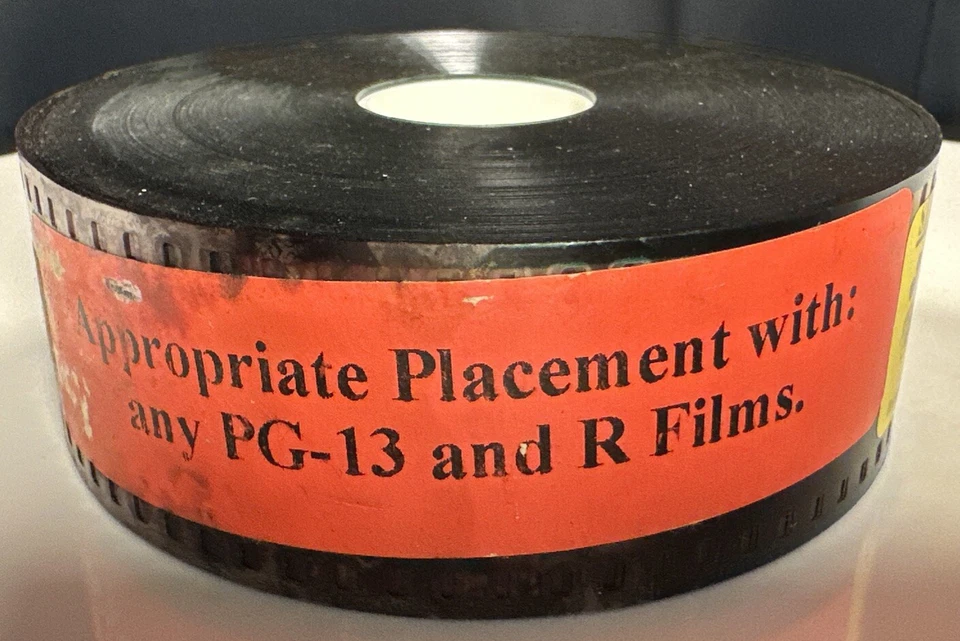 Appropriate Placement with:
any PG-13 and R Films.